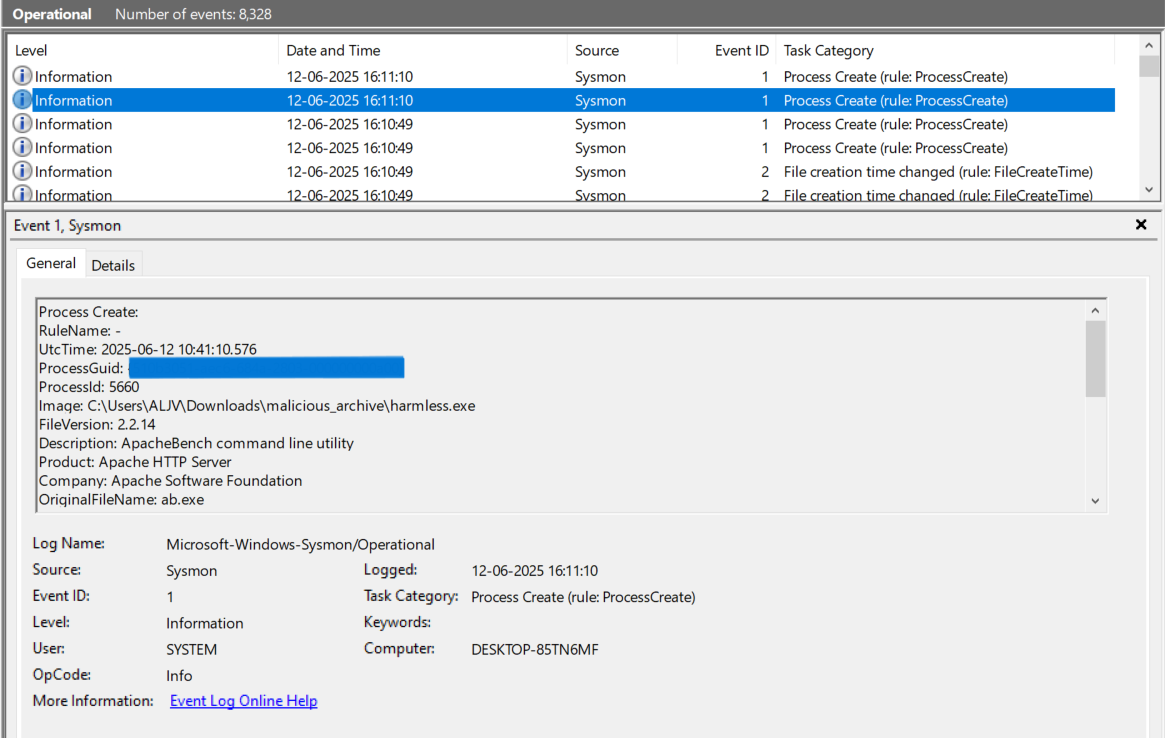 Operational Number of events: 8,328
Level Date and Time Source Event ID Task Category
Information 12-06-2025 16:11:10 Sysmon 1 Process Create (rule: ProcessCreate)
Information 12-06-2025 16:11:10 Sysmon 1 Process Create (rule: ProcessCreate)
Information 12-06-2025 16:10:49 Sysmon 1 Process Create (rule: ProcessCreate)
Information 12-06-2025 16:10:49 Sysmon 1 Process Create (rule: ProcessCreate)
Information 12-06-2025 16:10:49 Sysmon 2 File creation time changed (rule: FileCreateTime)
Information 12-06-2025 16:10:49 Sysmon 2 File creation time changed (rule: FileCreateTime)
Event 1, Sysmon
General Details
Process Create:
RuleName: -
UtcTime: 2025-06-12 10:41:10.576
ProcessGuid:
ProcessId: 5660
Image: C:\Users\ALJV\Downloads\malicious_archive\harmless.exe
FileVersion: 2.2.14
Description: ApacheBench command line utility
Product: Apache HTTP Server
Company: Apache Software Foundation
OriginalFileName: ab.exe
Log Name: Microsoft-Windows-Sysmon/Operational
Source: Sysmon Logged: 12-06-2025 16:11:10
Event ID: 1 Task Category: Process Create (rule: ProcessCreate)
Level: Information Keywords:
User: SYSTEM Computer: DESKTOP-85TN6MF
OpCode: Info
More Information: Event Log Online Help